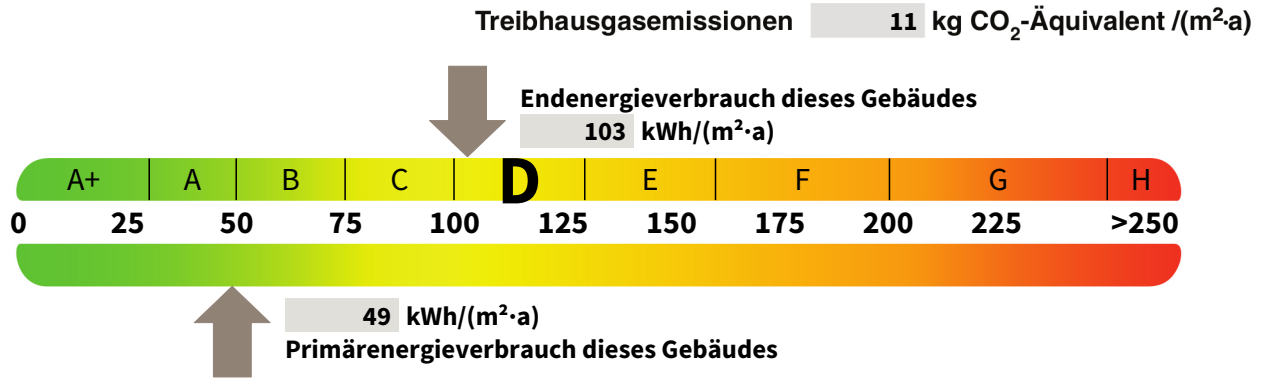 Treibhausgasemissionen 11 kg CO₂-Äquivalent /(m²·a)
Endenergieverbrauch dieses Gebäudes
103 kWh/(m²·a)
A+ A B C D E F G H
0 25 50 75 100 125 150 175 200 225 >250
49 kWh/(m²·a)
Primärenergieverbrauch dieses Gebäudes